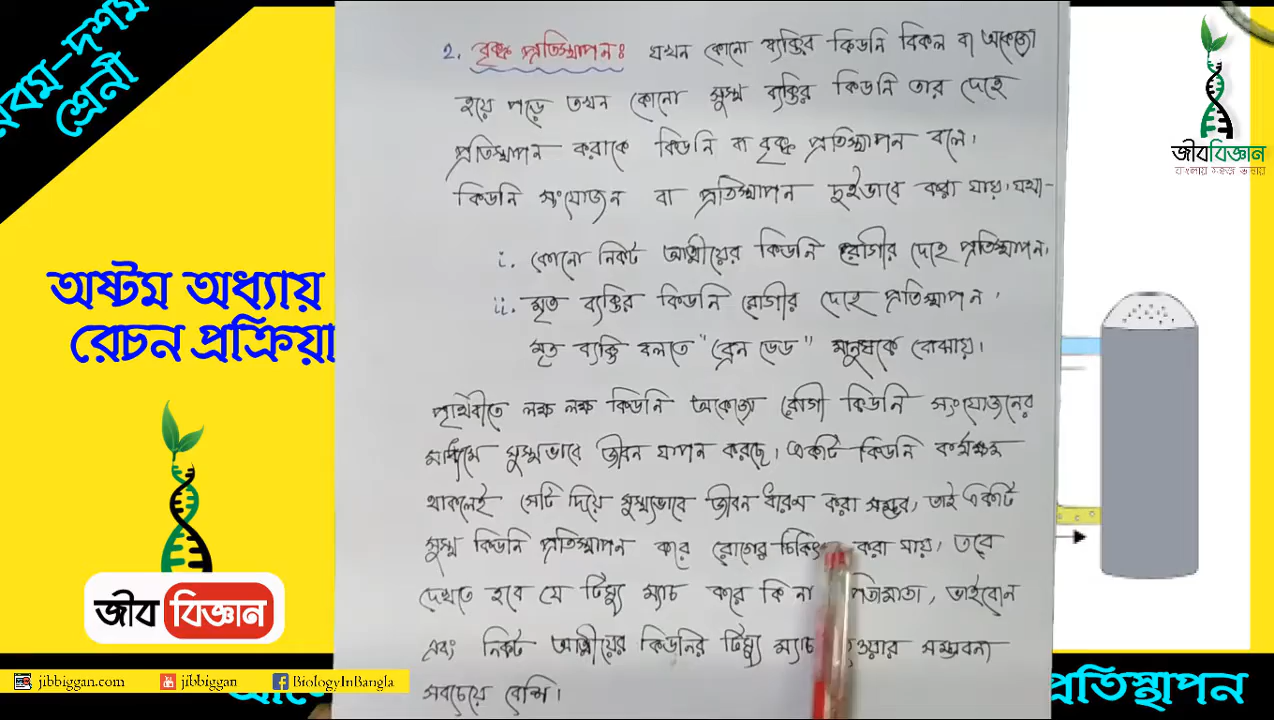 নবম-দশম
শ্রেনী
অষ্টম অধ্যায়
রেচন প্রক্রিয়া
জীব বিজ্ঞান
jibbiggan.com jibbiggan BiologyInBangla
জীববিজ্ঞান
বাংলায় সহজ ভাষায়
2. বৃক্ক প্রতিস্থাপনঃ যখন কোনো ব্যক্তির কিডনি বিকল বা অকেজো
হয়ে পড়ে তখন কোনো সুস্থ ব্যক্তির কিডনি তার দেহে
প্রতিস্থাপন করাকে কিডনি বা বৃক্ক প্রতিস্থাপন বলে।
কিডনি সংযোজন বা প্রতিস্থাপন দুইভাবে করা যায়। যথা-
i. কোনো নিকট আত্মীয়ের কিডনি রোগীর দেহে প্রতিস্থাপন।
ii. মৃত ব্যক্তির কিডনি রোগীর দেহে প্রতিস্থাপন।
মৃত ব্যক্তি বলতে "ব্রেন ডেড" মানুষকে বোঝায়।
পৃথিবীতে লক্ষ লক্ষ কিডনি অকেজো রোগী কিডনি সংযোজনের
মাধ্যমে সুস্থভাবে জীবন যাপন করছে। একটি কিডনি কর্মক্ষম
থাকলেই সেটি দিয়ে সুস্থভাবে জীবন ধারণ করা সম্ভব, তাই একটি
সুস্থ কিডনি প্রতিস্থাপন করে রোগের করা যায়, তবে
দেখতে হবে যে টিস্যু ম্যাচ করে কি না ভাইবোন
এবং নিকট আত্মীয়ের কিডনির টিস্যু ম্যাচ সম্ভাবনা
সবচেয়ে বেশি।
প্রতিস্থাপন